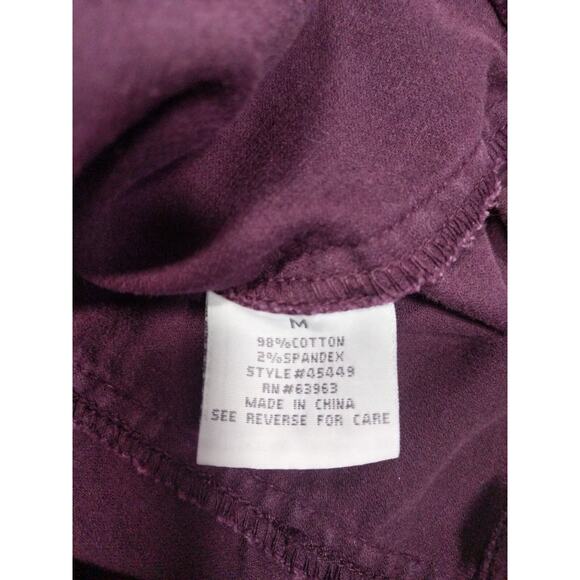 M
98%COTTON
2%SPANDEX
STYLE#45449
RN#63963
MADE IN CHINA
SEE REVERSE FOR CARE